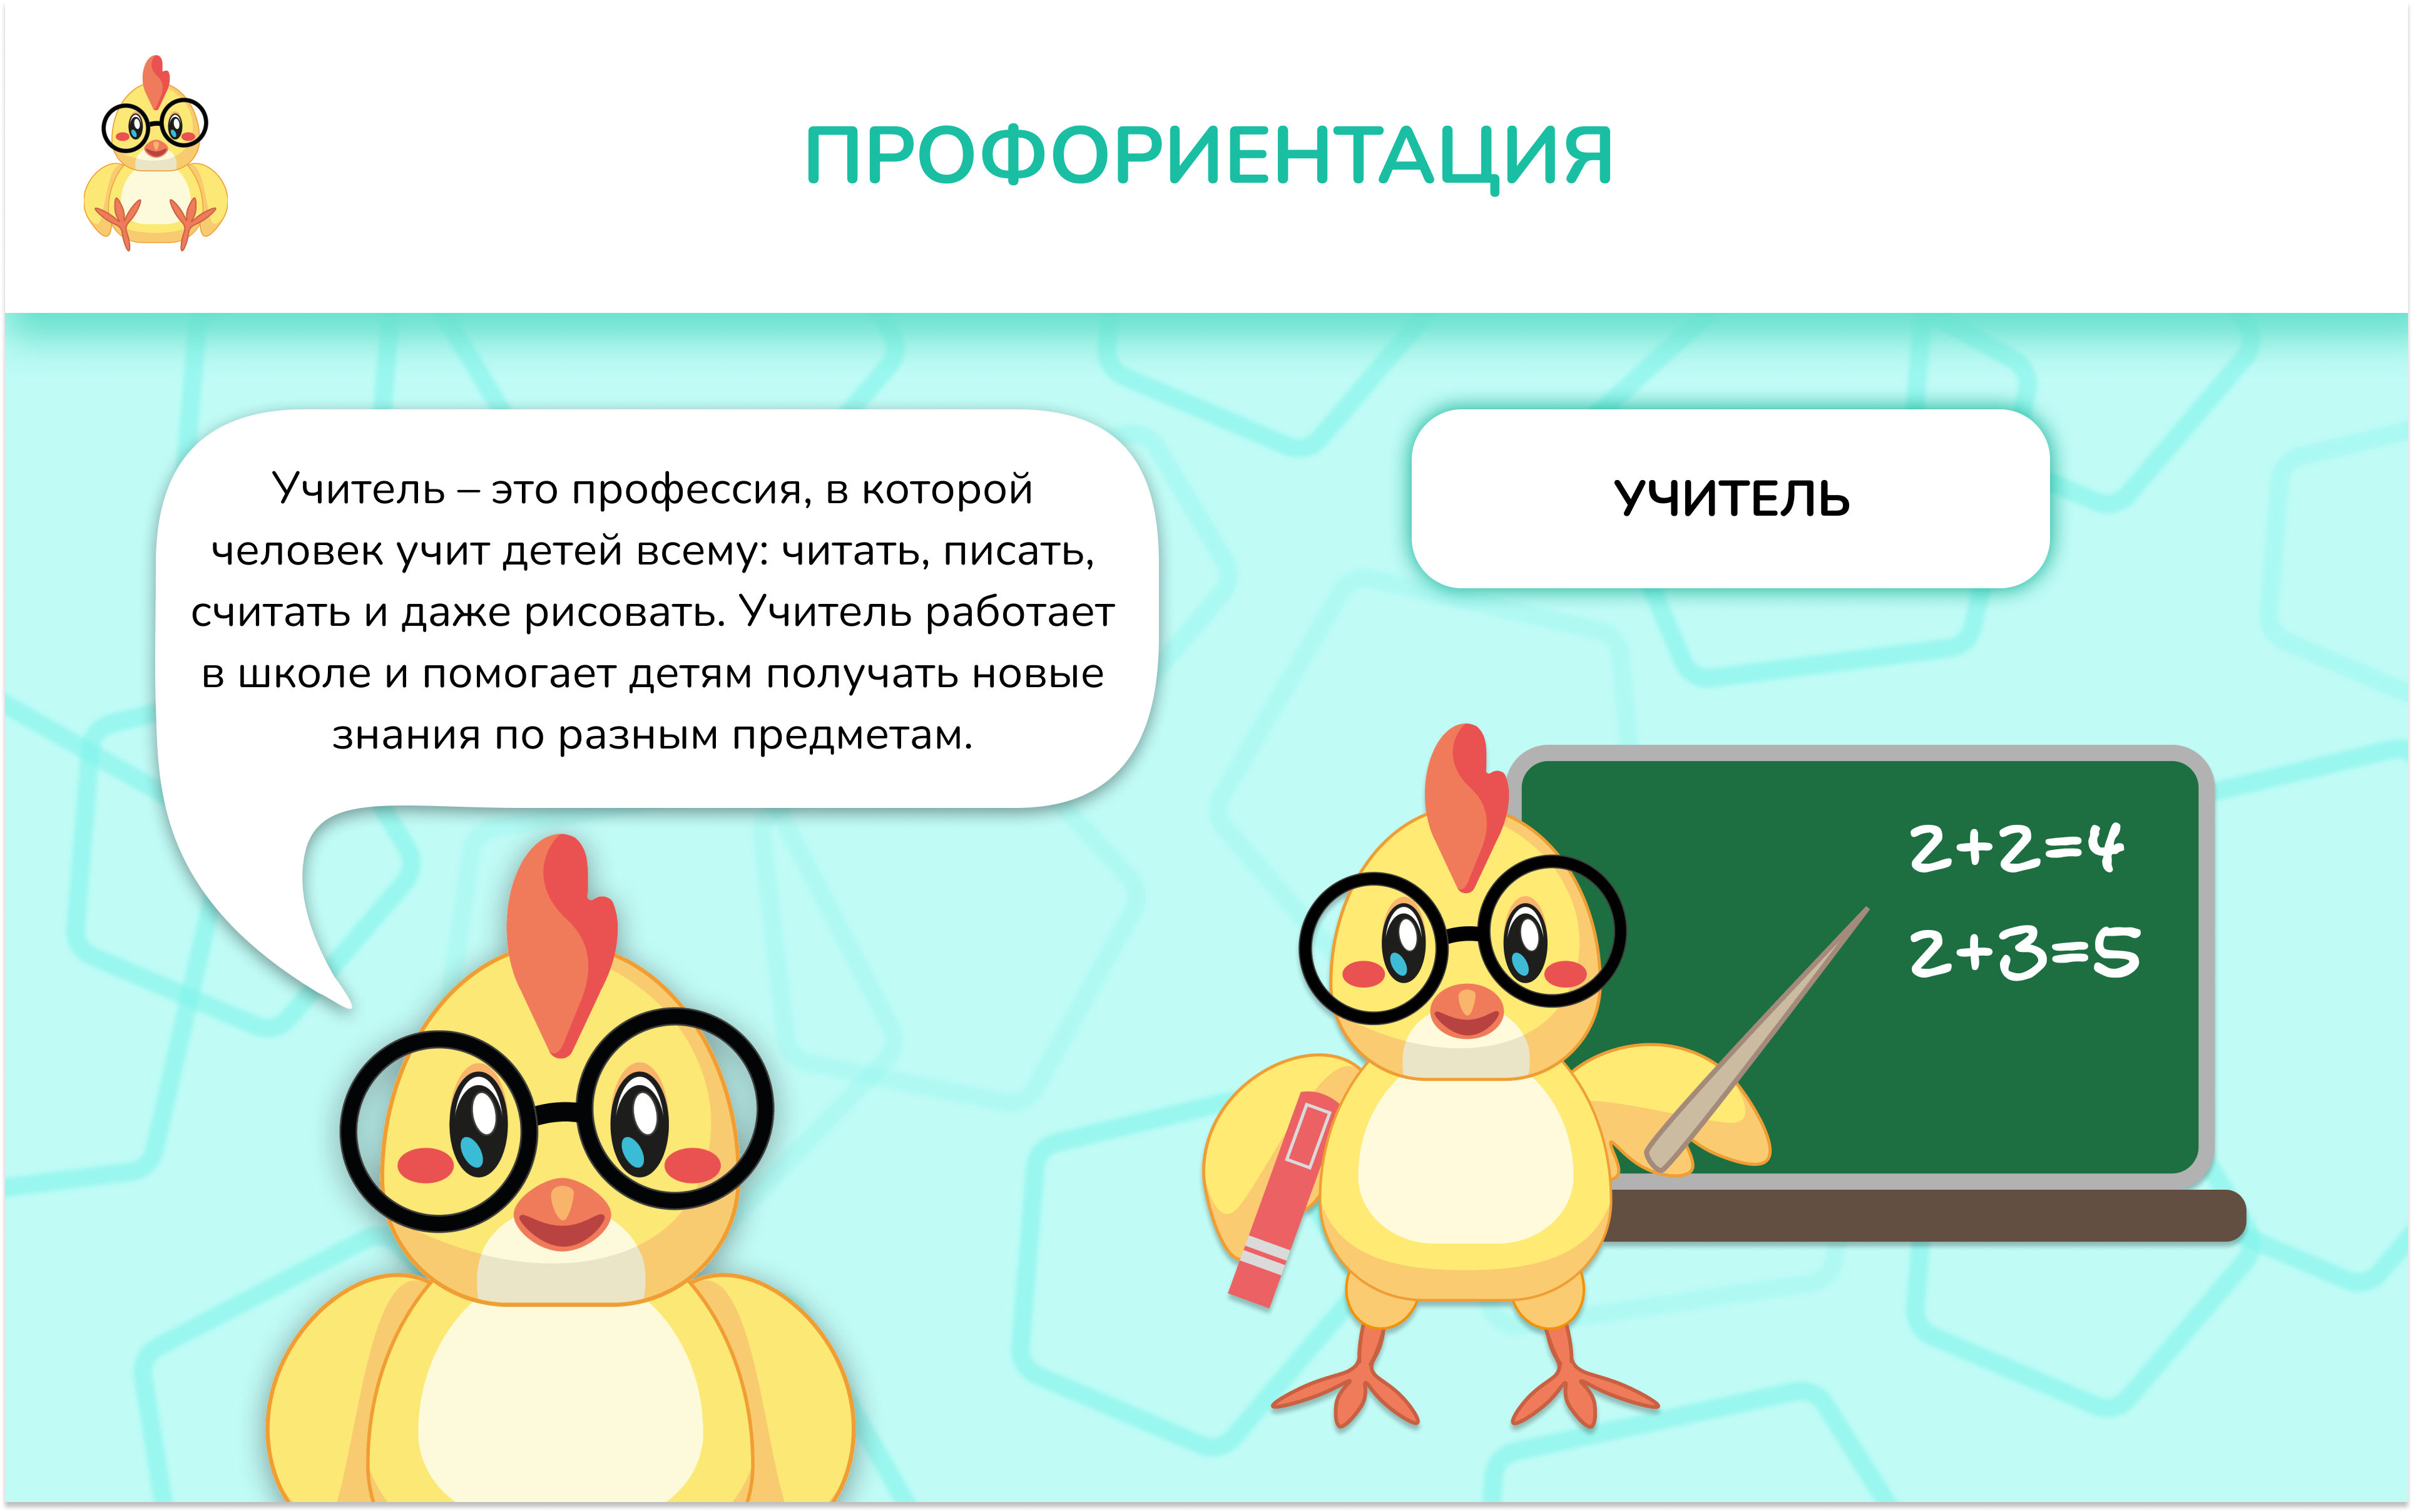 ПРОФОРИЕНТАЦИЯ
Учитель – это профессия, в которой
человек учит детей всему: читать, писать,
считать и даже рисовать. Учитель работает
в школе и помогает детям получать новые
знания по разным предметам.
УЧИТЕЛЬ
2+2=4
2+3=5